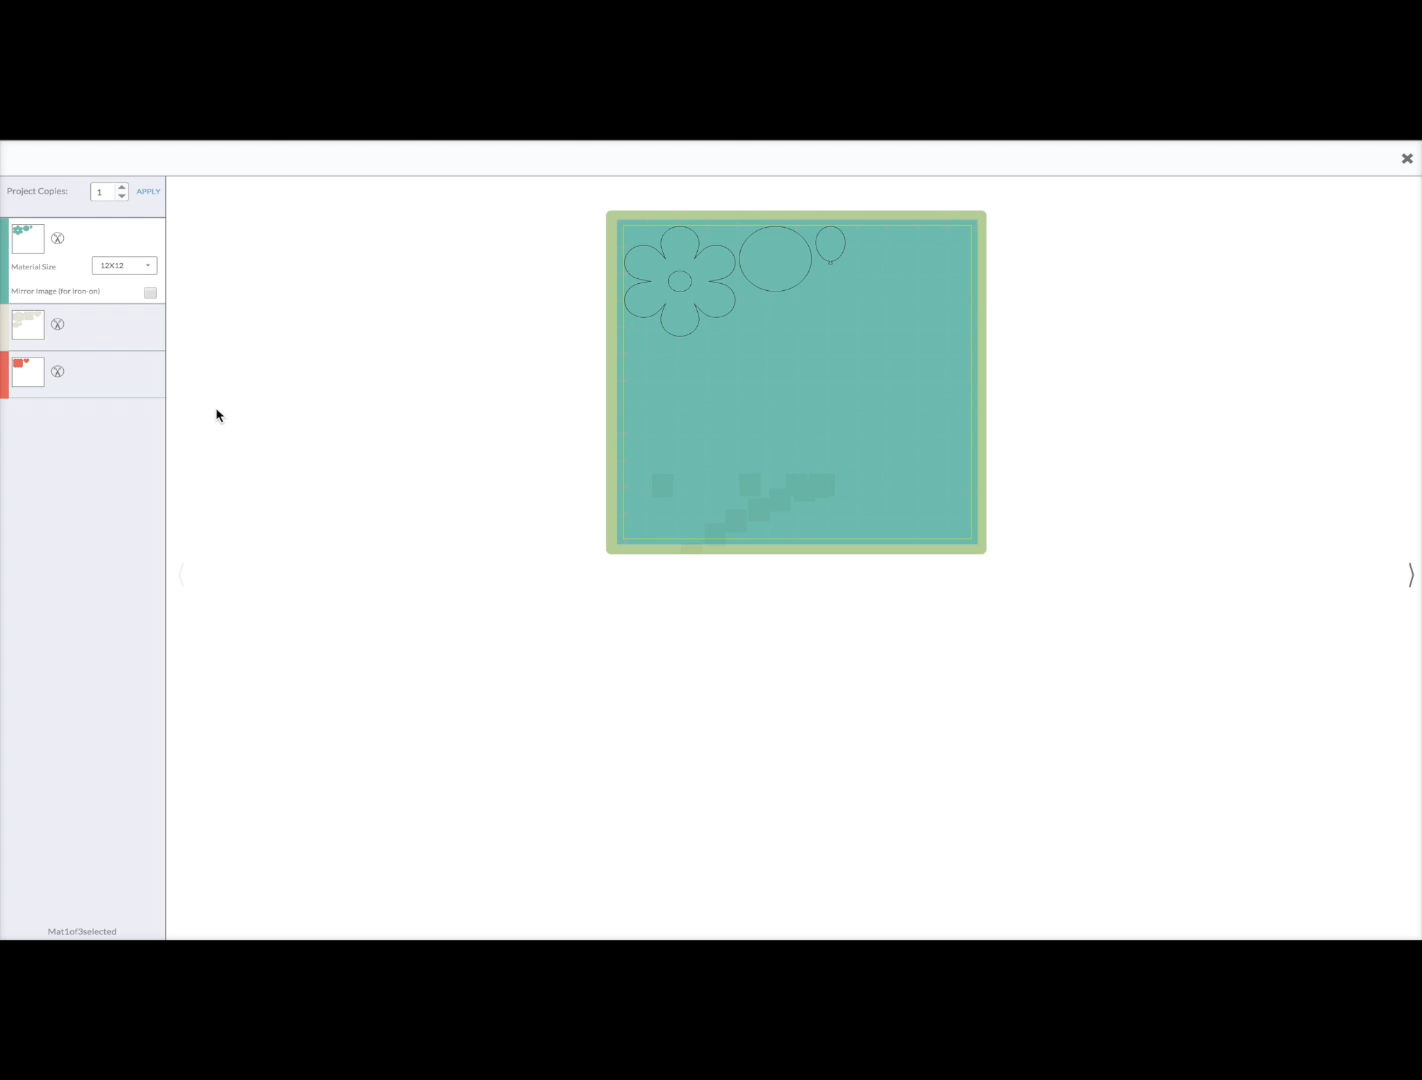 Project Copies: 1 APPLY
Material Size 12X12
Mirror Image (for iron-on)
Mat1of3selected